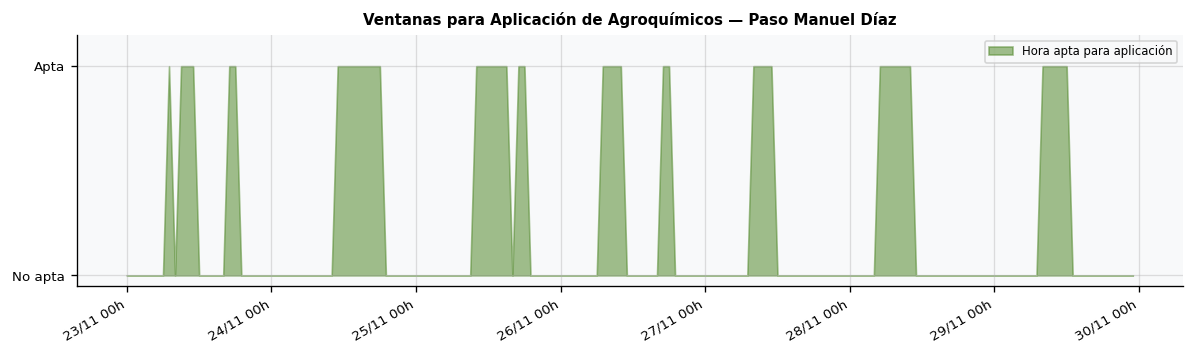 Ventanas para Aplicación de Agroquímicos — Paso Manuel Díaz
Hora apta para aplicación
Apta
No apta
23/11 00h
24/11 00h
25/11 00h
26/11 00h
27/11 00h
28/11 00h
29/11 00h
30/11 00h